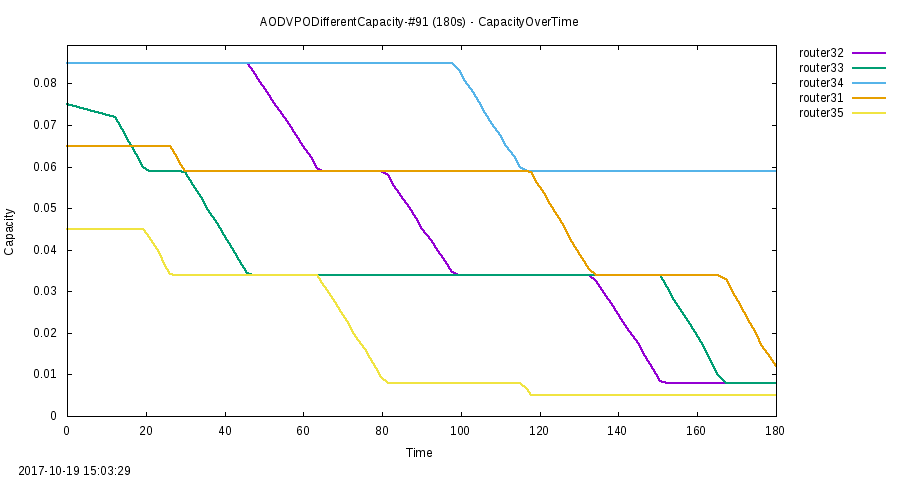 AODVPODifferentCapacity-#91 (180s) - CapacityOverTime
router32
router33
router34
router31
router35
0.08
0.07
0.06
0.05
0.04
0.03
0.02
0.01
0
Capacity
0 20 40 60 80 100 120 140 160 180
Time
2017-10-19 15:03:29